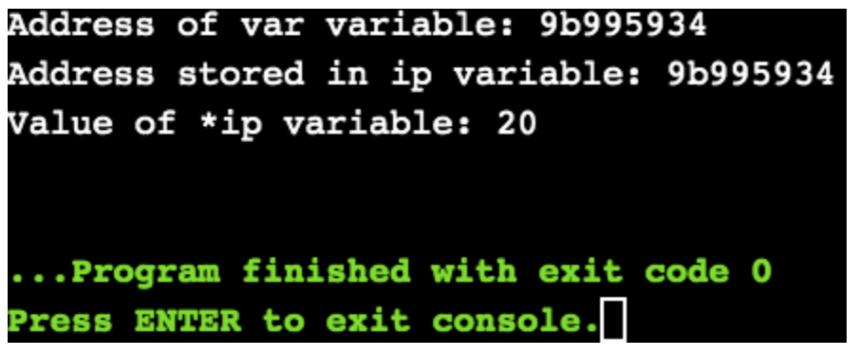 Address of var variable: 9b995934
Address stored in ip variable: 9b995934
Value of *ip variable: 20
...Program finished with exit code 0
Press ENTER to exit console.